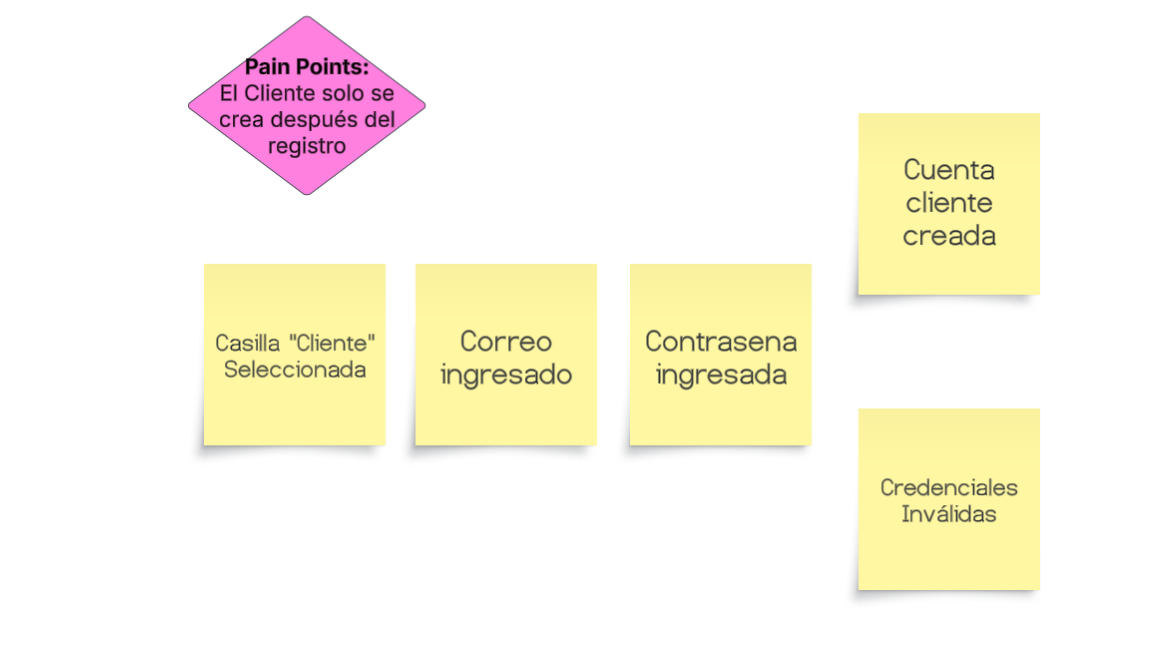 Pain Points:
El Cliente solo se
crea después del
registro
Cuenta
cliente
creada
Casilla "Cliente"
Seleccionada
Correo
ingresado
Contrasena
ingresada
Credenciales
Inválidas